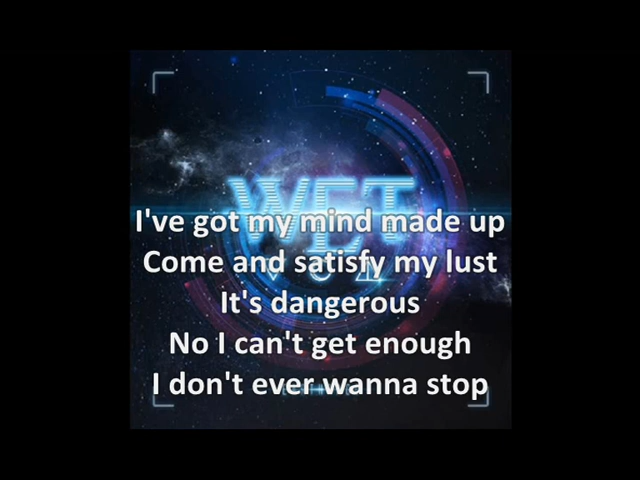 WET
I've got my mind made up
Come and satisfy my lust
It's dangerous
No I can't get enough
I don't ever wanna stop